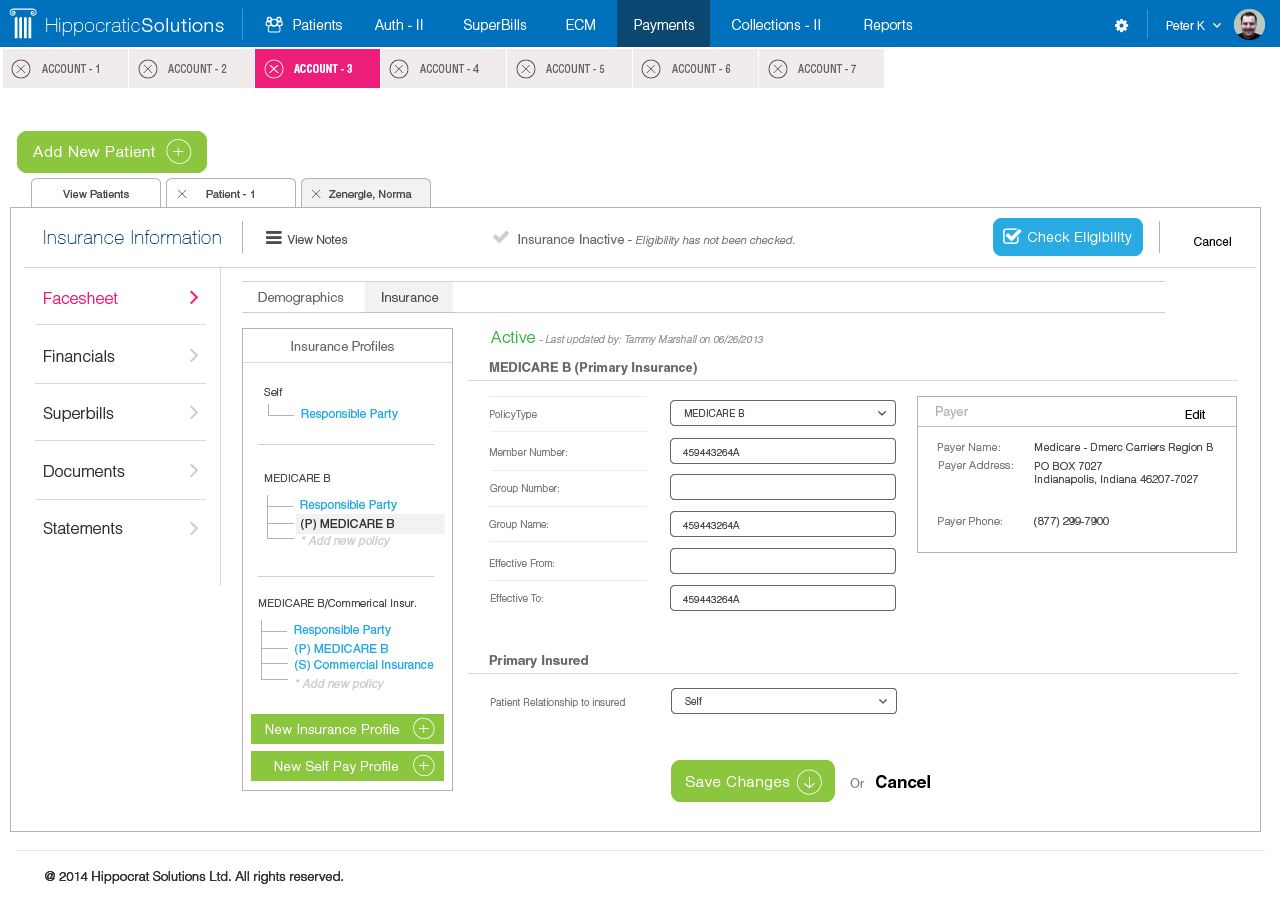 HippocraticSolutions
Patients
Auth - II
SuperBills
ECM
Payments
Collections - II
Reports
Peter K
ACCOUNT - 1
ACCOUNT - 2
ACCOUNT - 3
ACCOUNT - 4
ACCOUNT - 5
ACCOUNT - 6
ACCOUNT - 7
Add New Patient
View Patients
Patient - 1
Zenergle, Norma
Insurance Information
View Notes
Insurance Inactive - Eligibility has not been checked.
Check Eligibility
Cancel
Facesheet
Financials
Superbills
Documents
Statements
Demographics
Insurance
Insurance Profiles
Self
Responsible Party
MEDICARE B
Responsible Party
(P) MEDICARE B
* Add new policy
MEDICARE B/Commerical Insur.
Responsible Party
(P) MEDICARE B
(S) Commercial Insurance
* Add new policy
New Insurance Profile
New Self Pay Profile
Active - Last updated by: Tammy Marshall on 06/26/2013
MEDICARE B (Primary Insurance)
PolicyType
MEDICARE B
Member Number:
459443264A
Group Number:
Group Name:
459443264A
Effective From:
Effective To:
459443264A
Payer
Edit
Payer Name:
Medicare - Dmerc Carriers Region B
Payer Address:
PO BOX 7027
Indianapolis, Indiana 46207-7027
Payer Phone:
(877) 299-7900
Primary Insured
Patient Relationship to insured
Self
Save Changes
Or
Cancel
@ 2014 Hippocrat Solutions Ltd. All rights reserved.